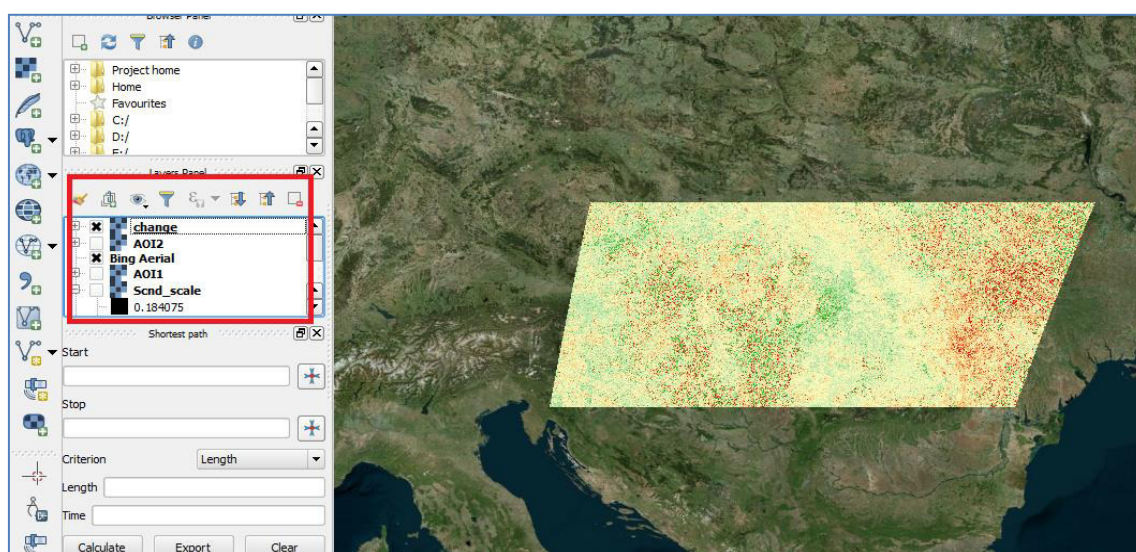 Browser Panel
Project home
Home
Favourites
C:/
D:/
E:/
Layers Panel
change
AOI2
Bing Aerial
AOI1
Scnd_scale
0.184075
Shortest path
Start
Stop
Criterion
Length
Length
Time
Calculate
Export
Clear